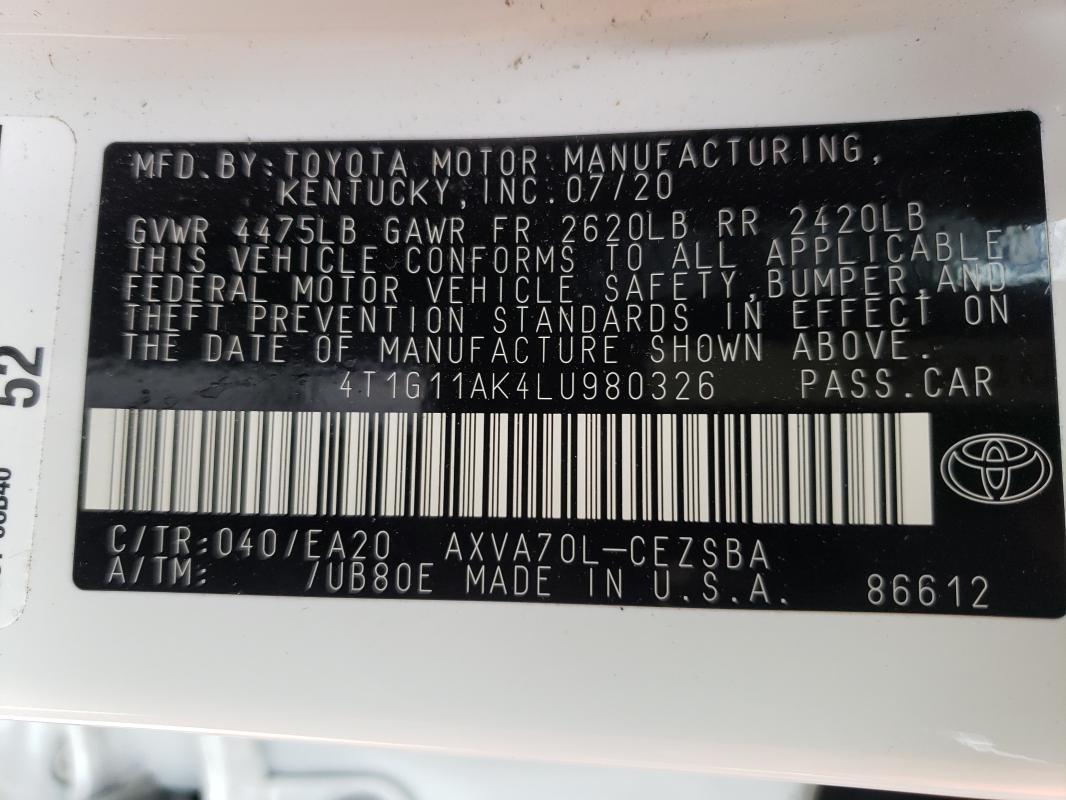 MFD.BY:TOYOTA MOTOR MANUFACTURING,
KENTUCKY,INC.07/20
GVWR 4475LB GAWR FR 2620LB RR 2420LB
THIS VEHICLE CONFORMS TO ALL APPLICABLE
FEDERAL MOTOR VEHICLE SAFETY,BUMPER,AND
THEFT PREVENTION STANDARDS IN EFFECT ON
THE DATE OF MANUFACTURE SHOWN ABOVE.
4T1G11AK4LU980326 PASS.CAR
C/TR:040/EA20 AXVA70L-CEZSBA
A/TM: /UB80E MADE IN U.S.A. 86612
52